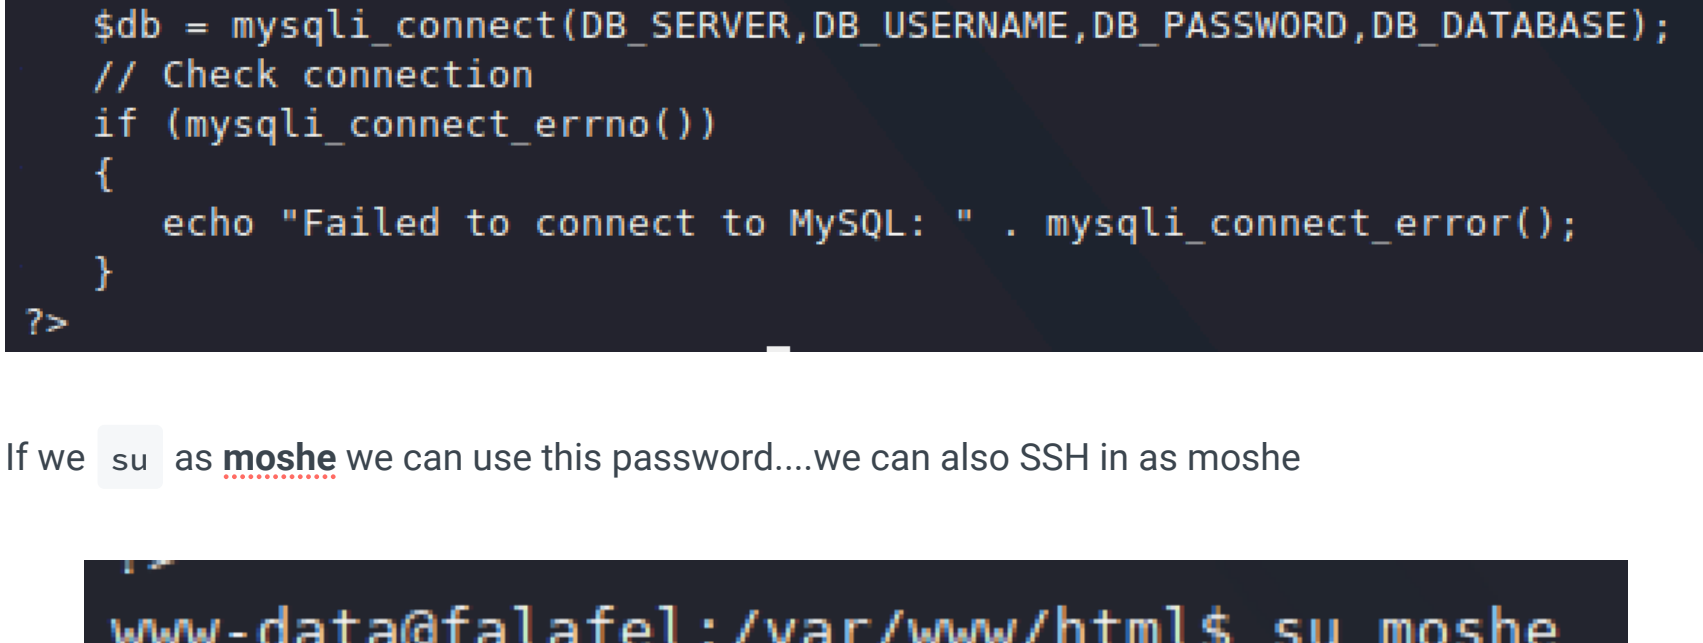 $db = mysqli_connect(DB_SERVER,DB_USERNAME,DB_PASSWORD,DB_DATABASE);
// Check connection
if (mysqli_connect_errno())
{
echo "Failed to connect to MySQL: " . mysqli_connect_error();
}
?>
If we su as moshe we can use this password....we can also SSH in as moshe
www-data@falafel:/var/www/html$ su moshe